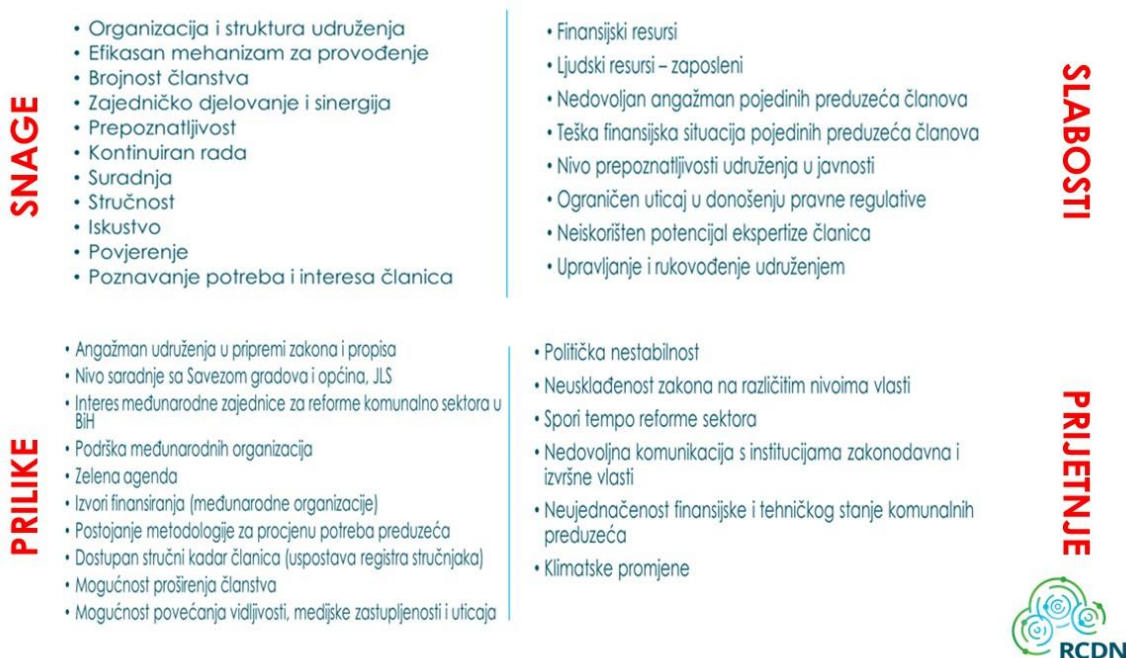 SNAGE
• Organizacija i struktura udruženja
• Efikasan mehanizam za provođenje
• Brojnost članstva
• Zajedničko djelovanje i sinergija
• Prepoznatljivost
• Kontinuiran rada
• Suradnja
• Stručnost
• Iskustvo
• Povjerenje
• Poznavanje potreba i interesa članica
SLABOSTI
• Finansijski resursi
• Ljudski resursi – zaposleni
• Nedovoljan angažman pojedinih preduzeća članova
• Teška finansijska situacija pojedinih preduzeća članova
• Nivo prepoznatljivosti udruženja u javnosti
• Ograničen uticaj u donošenju pravne regulative
• Neiskorišten potencijal ekspertize članica
• Upravljanje i rukovođenje udruženjem
PRILIKE
• Angažman udruženja u pripremi zakona i propisa
• Nivo saradnje sa Savezom gradova i općina, JLS
• Interes međunarodne zajednice za reforme komunalno sektora u
BiH
• Podrška međunarodnih organizacija
• Zelena agenda
• Izvori finansiranja (međunarodne organizacije)
• Postojanje metodologije za procjenu potreba preduzeća
• Dostupan stručni kadar članica (uspostava registra stručnjaka)
• Mogućnost proširenja članstva
• Mogućnost povećanja vidljivosti, medijske zastupljenosti i uticaja
PRIJETNJE
• Politička nestabilnost
• Neusklađenost zakona na različitim nivoima vlasti
• Spori tempo reforme sektora
• Nedovoljna komunikacija s institucijama zakonodavna i
izvršne vlasti
• Neujednačenost finansijske i tehničkog stanje komunalnih
preduzeća
• Klimatske promjene
RCDN